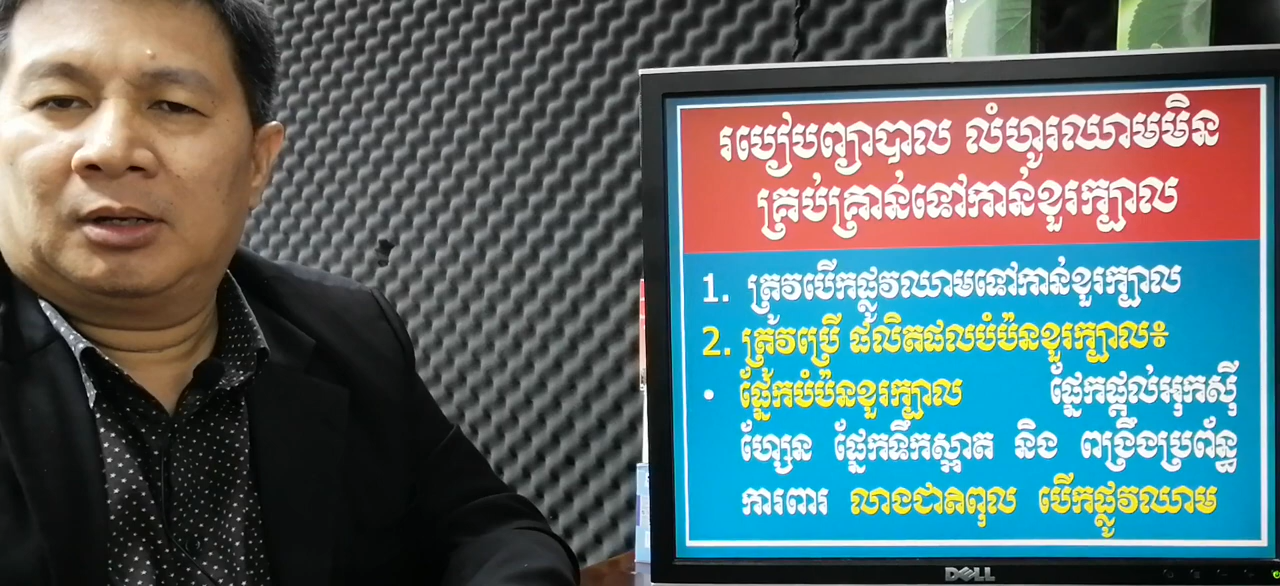 របៀបព្យាបាល លំហូរឈាមមិន
គ្រប់គ្រាន់ទៅកាន់ខួរក្បាល
1. ត្រូវបើកផ្លូវឈាមទៅកាន់ខួរក្បាល
2. ត្រូវប្រើ ផលិតផលបំប៉នខួរក្បាល៖
• ផ្នែកបំប៉នខួរក្បាល ផ្នែកផ្តល់អុកស៊ី
ហ្សែន ផ្នែកទឹកស្អាត និង ពង្រឹងប្រព័ន្ធ
ការពារ លាងជាតិពុល បើកផ្លូវឈាម
DELL